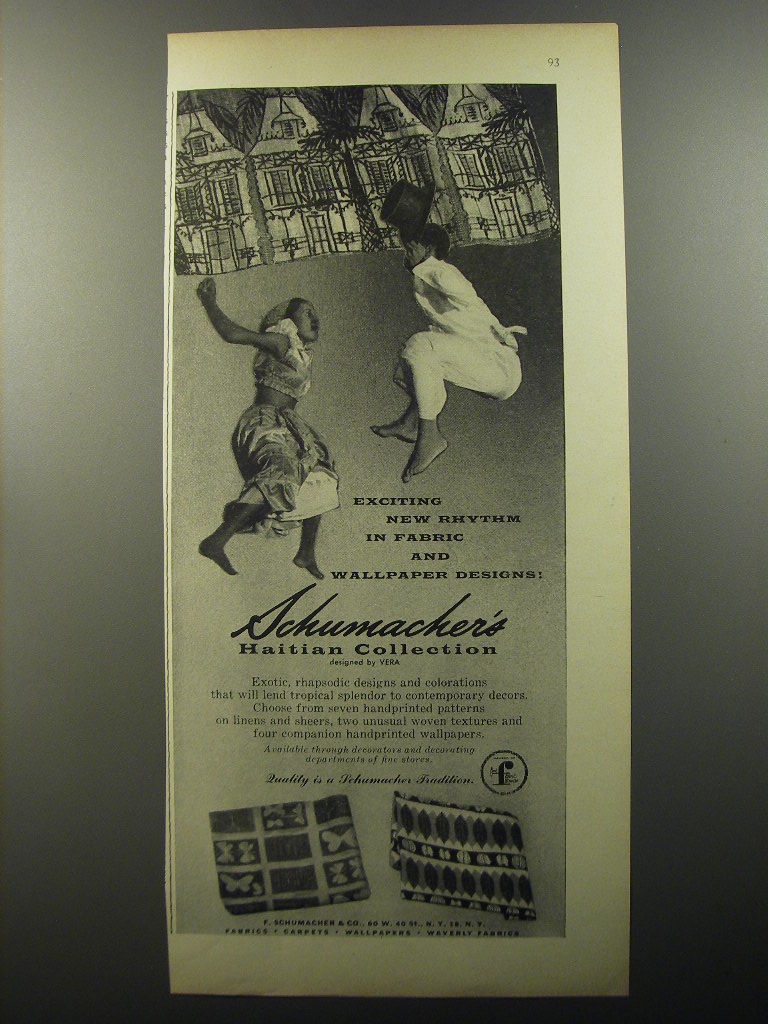 93
EXCITING
NEW RHYTHM
IN FABRIC
AND
WALLPAPER DESIGNS!
Schumacher's
Haitian Collection
designed by VERA
Exotic, rhapsodic designs and colorations
that will lend tropical splendor to contemporary decors.
Choose from seven handprinted patterns
on linens and sheers, two unusual woven textures and
four companion handprinted wallpapers.
Available through decorators and decorating
departments of fine stores.
Quality is a Schumacher Tradition.
f
F. SCHUMACHER & CO., 60 W. 40 St., N. Y. 18, N. Y.
FABRICS • CARPETS • WALLPAPERS • WAVERLY FABRICS